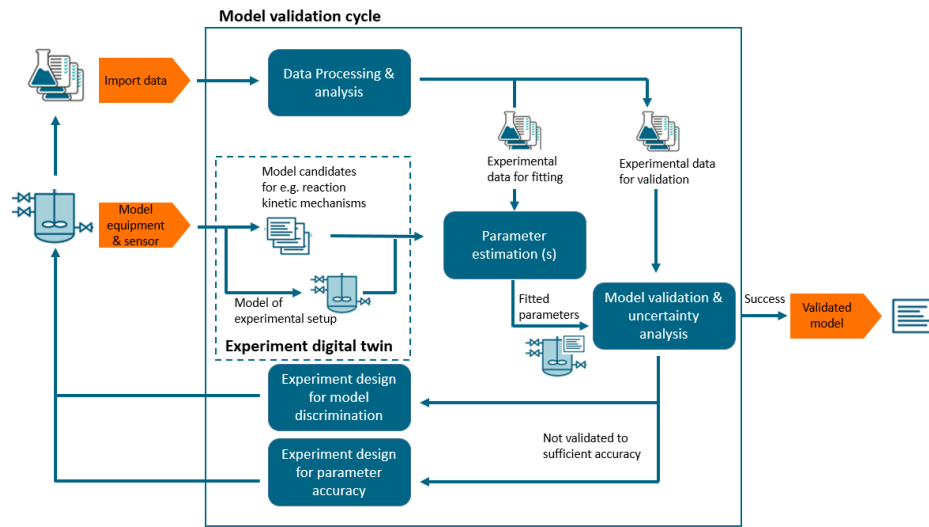 Model validation cycle
Import data
Data Processing &
analysis
Experimental
data for fitting
Experimental data
for validation
Model candidates
for e.g. reaction
kinetic mechanisms
Model
equipment
& sensor
Parameter
estimation (s)
Model of
experimental setup
Experiment digital twin
Fitted
parameters
Model validation &
uncertainty
analysis
Success
Validated
model
Experiment design
for model
discrimination
Not validated to
sufficient accuracy
Experiment design
for parameter
accuracy